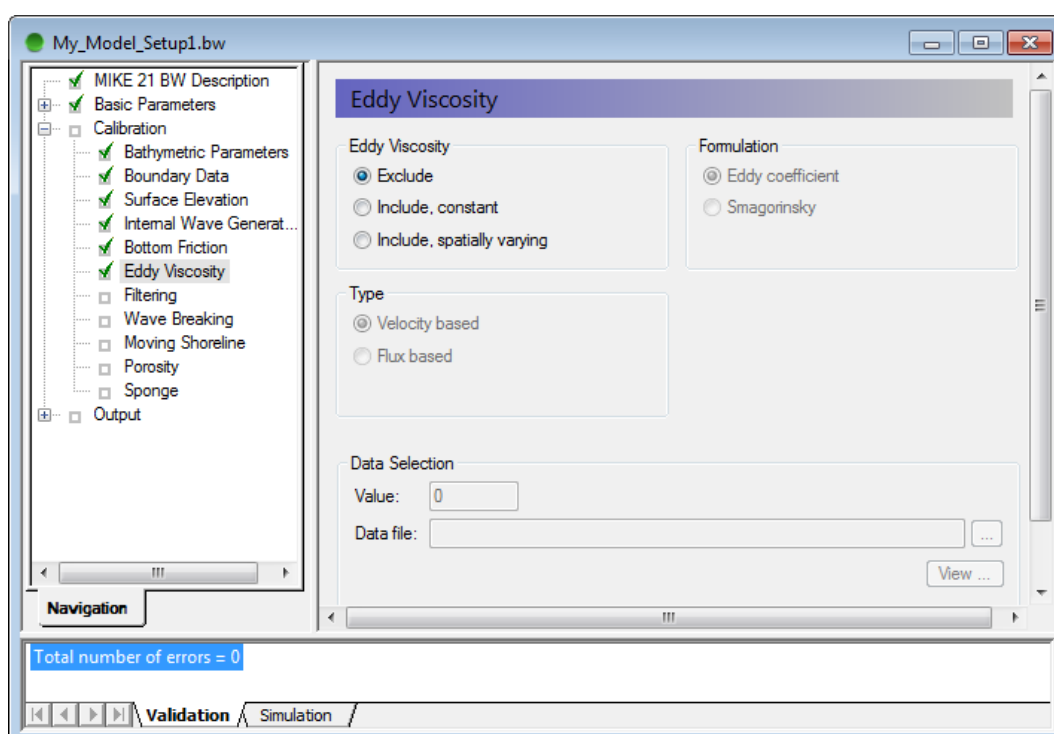 My_Model_Setup1.bw
MIKE 21 BW Description
Basic Parameters
Calibration
Bathymetric Parameters
Boundary Data
Surface Elevation
Internal Wave Generat...
Bottom Friction
Eddy Viscosity
Filtering
Wave Breaking
Moving Shoreline
Porosity
Sponge
Output
Navigation
Eddy Viscosity
Eddy Viscosity
Exclude
Include, constant
Include, spatially varying
Formulation
Eddy coefficient
Smagorinsky
Type
Velocity based
Flux based
Data Selection
Value: 0
Data file: ...
View ...
Total number of errors = 0
Validation Simulation